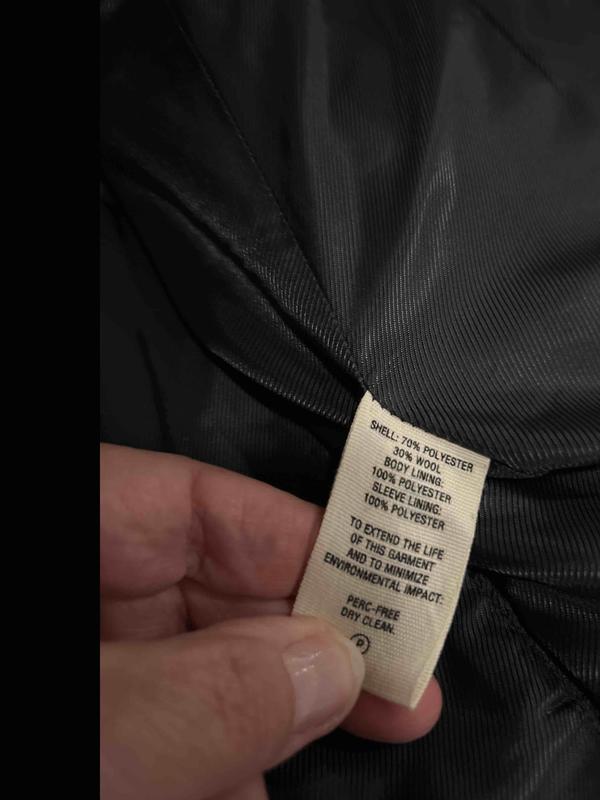 SHELL: 70% POLYESTER
30% WOOL
BODY LINING:
100% POLYESTER
SLEEVE LINING:
100% POLYESTER
TO EXTEND THE LIFE
OF THIS GARMENT
AND TO MINIMIZE
ENVIRONMENTAL IMPACT:
PERC-FREE
DRY CLEAN.
P